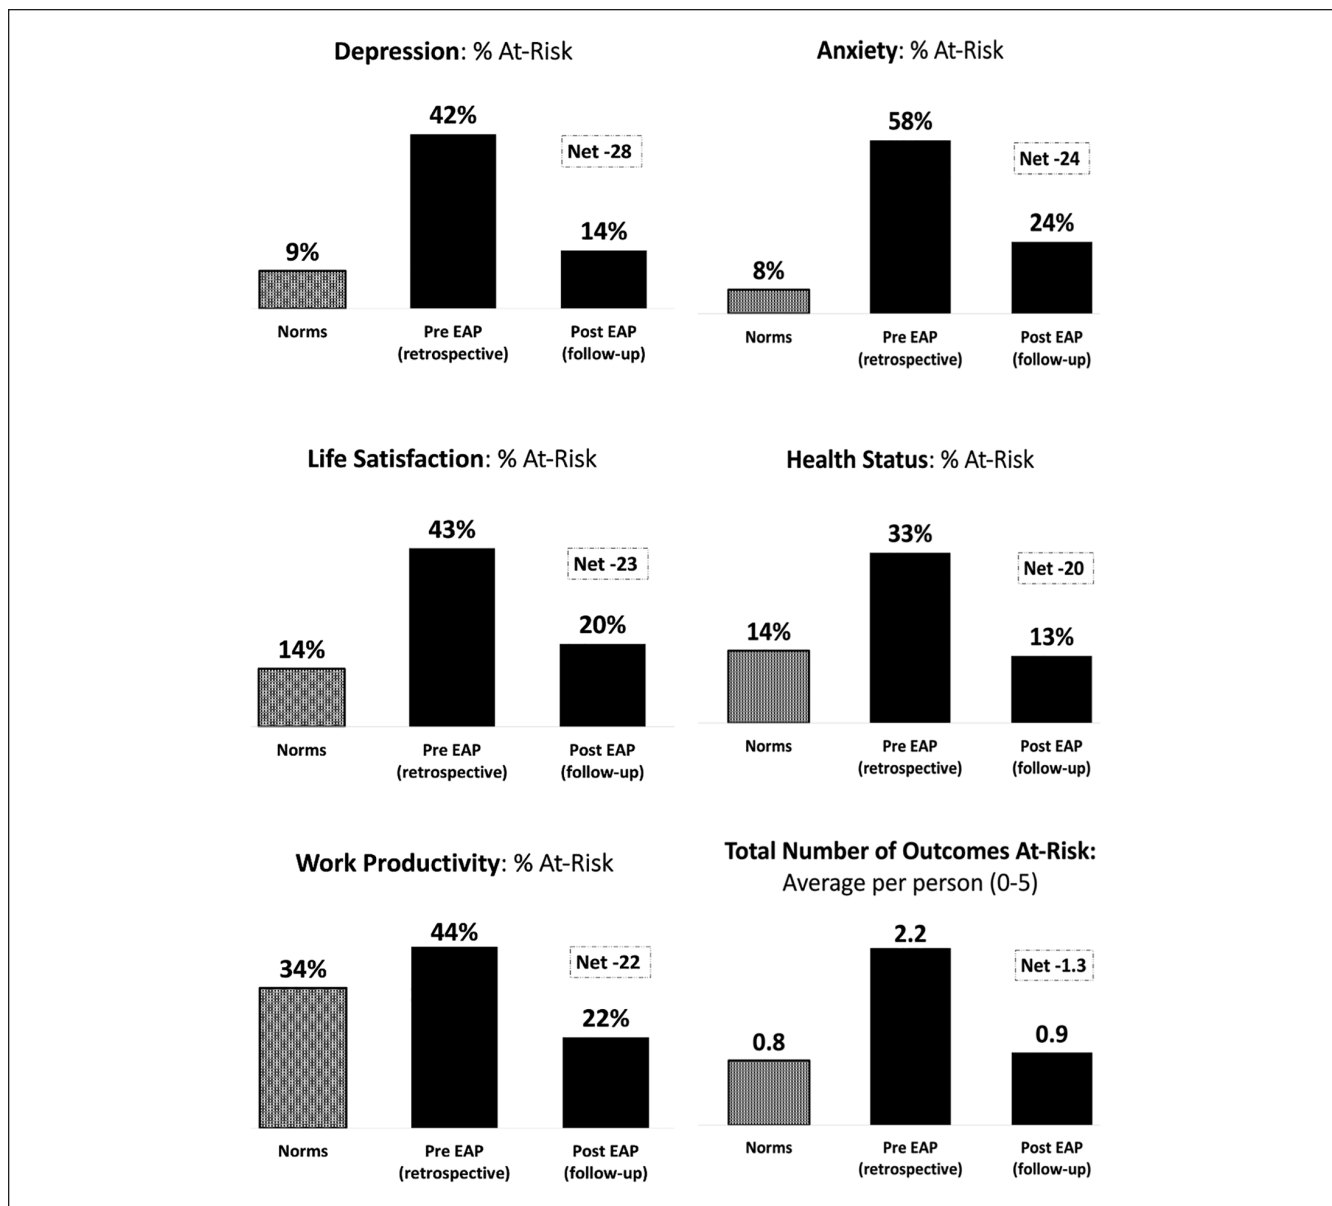 Depression: % At-Risk
42%
Net -28
14%
9%
Norms
Pre EAP
(retrospective)
Post EAP
(follow-up)
Anxiety: % At-Risk
58%
Net -24
24%
8%
Norms
Pre EAP
(retrospective)
Post EAP
(follow-up)
Life Satisfaction: % At-Risk
43%
Net -23
20%
14%
Norms
Pre EAP
(retrospective)
Post EAP
(follow-up)
Health Status: % At-Risk
33%
Net -20
14%
13%
Norms
Pre EAP
(retrospective)
Post EAP
(follow-up)
Work Productivity: % At-Risk
44%
34%
Net -22
22%
Norms
Pre EAP
(retrospective)
Post EAP
(follow-up)
Total Number of Outcomes At-Risk:
Average per person (0-5)
2.2
Net -1.3
0.8
0.9
Norms
Pre EAP
(retrospective)
Post EAP
(follow-up)